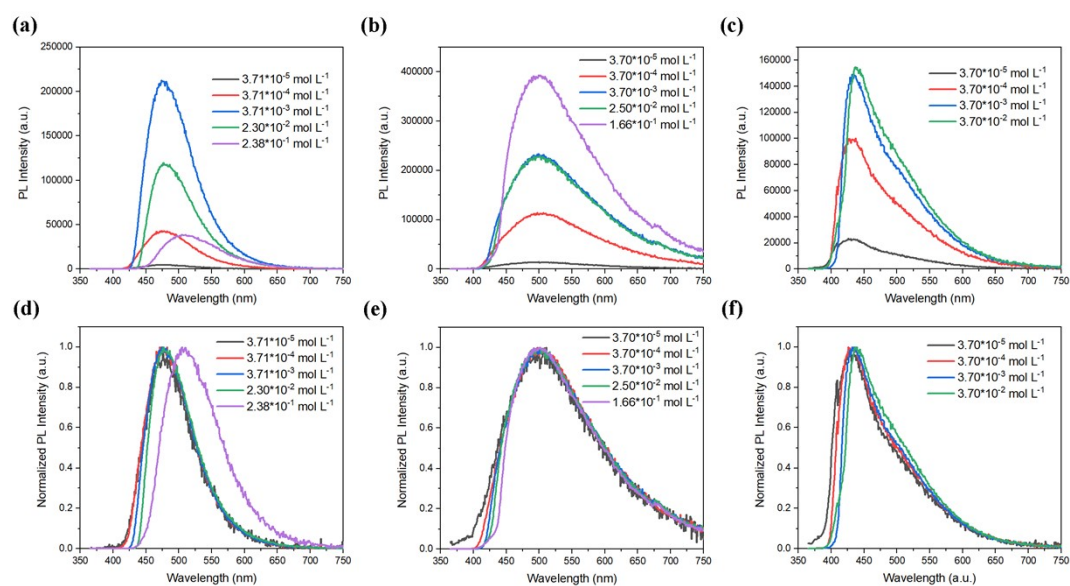 (a)
250000
200000
150000
100000
50000
0
PL Intensity (a.u.)
3.71*10⁻⁵ mol L⁻¹
3.71*10⁻⁴ mol L⁻¹
3.71*10⁻³ mol L⁻¹
2.30*10⁻² mol L⁻¹
2.38*10⁻¹ mol L⁻¹
350 400 450 500 550 600 650 700 750
Wavelength (nm)
(b)
400000
300000
200000
100000
0
PL Intensity (a.u.)
3.70*10⁻⁵ mol L⁻¹
3.70*10⁻⁴ mol L⁻¹
3.70*10⁻³ mol L⁻¹
2.50*10⁻² mol L⁻¹
1.66*10⁻¹ mol L⁻¹
350 400 450 500 550 600 650 700 750
Wavelength (nm)
(c)
160000
140000
120000
100000
80000
60000
40000
20000
0
PL Intensity (a.u.)
3.70*10⁻⁵ mol L⁻¹
3.70*10⁻⁴ mol L⁻¹
3.70*10⁻³ mol L⁻¹
3.70*10⁻² mol L⁻¹
350 400 450 500 550 600 650 700 750
Wavelength (nm)
(d)
1.0
0.8
0.6
0.4
0.2
0.0
Normalized PL Intensity (a.u.)
3.71*10⁻⁵ mol L⁻¹
3.71*10⁻⁴ mol L⁻¹
3.71*10⁻³ mol L⁻¹
2.30*10⁻² mol L⁻¹
2.38*10⁻¹ mol L⁻¹
350 400 450 500 550 600 650 700 750
Wavelength (nm)
(e)
1.0
0.8
0.6
0.4
0.2
0.0
Normalized PL Intensity (a.u.)
3.70*10⁻⁵ mol L⁻¹
3.70*10⁻⁴ mol L⁻¹
3.70*10⁻³ mol L⁻¹
2.50*10⁻² mol L⁻¹
1.66*10⁻¹ mol L⁻¹
350 400 450 500 550 600 650 700 750
Wavelength (nm)
(f)
1.0
0.8
0.6
0.4
0.2
0.0
Normalized PL Intensity (a.u.)
3.70*10⁻⁵ mol L⁻¹
3.70*10⁻⁴ mol L⁻¹
3.70*10⁻³ mol L⁻¹
3.70*10⁻² mol L⁻¹
350 400 450 500 550 600 650 700 750
Wavelength (a.u.)